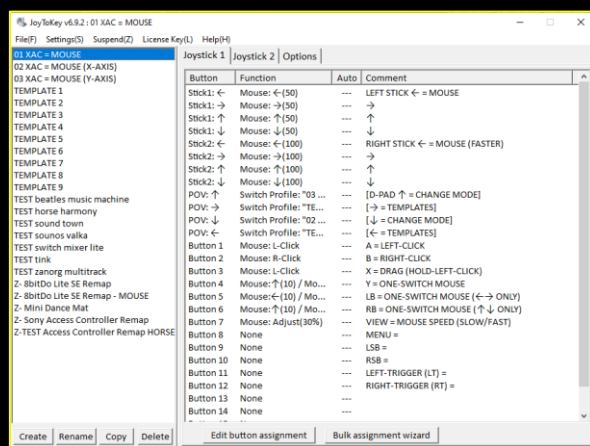 JoyToKey v6.9.2 : 01 XAC = MOUSE
File(F) Settings(S) Suspend(Z) License Key(L) Help(H)
01 XAC = MOUSE
02 XAC = MOUSE (X-AXIS)
03 XAC = MOUSE (Y-AXIS)
TEMPLATE 1
TEMPLATE 2
TEMPLATE 3
TEMPLATE 4
TEMPLATE 5
TEMPLATE 6
TEMPLATE 7
TEMPLATE 8
TEMPLATE 9
TEST beatles music machine
TEST horse harmony
TEST sound town
TEST sounos valka
TEST switch mixer lite
TEST tink
TEST zanorg multitrack
Z- 8bitDo Lite SE Remap
Z- 8bitDo Lite SE Remap - MOUSE
Z- Mini Dance Mat
Z- Sony Access Controller Remap
Z-TEST Access Controller Remap HORSE
Create Rename Copy Delete
Joystick 1 Joystick 2 Options
Button Function Auto Comment
Stick1: ← Mouse: ←(50) --- LEFT STICK ← = MOUSE
Stick1: → Mouse: →(50) --- →
Stick1: ↑ Mouse: ↑(50) --- ↑
Stick1: ↓ Mouse: ↓(50) --- ↓
Stick2: ← Mouse: ←(100) --- RIGHT STICK ← = MOUSE (FASTER)
Stick2: → Mouse: →(100) --- →
Stick2: ↑ Mouse: ↑(100) --- ↑
Stick2: ↓ Mouse: ↓(100) --- ↓
POV: ↑ Switch Profile: "03 ... --- [D-PAD ↑ = CHANGE MODE]
POV: → Switch Profile: "TE... --- [→ = TEMPLATES]
POV: ↓ Switch Profile: "02 ... --- [↓ = CHANGE MODE]
POV: ← Switch Profile: "TE... --- [← = TEMPLATES]
Button 1 Mouse: L-Click --- A = LEFT-CLICK
Button 2 Mouse: R-Click --- B = RIGHT-CLICK
Button 3 Mouse: L-Click --- X = DRAG (HOLD-LEFT-CLICK)
Button 4 Mouse: ↑(10) / Mo... --- Y = ONE-SWITCH MOUSE
Button 5 Mouse: ←(10) / Mo... --- LB = ONE-SWITCH MOUSE (←→ ONLY)
Button 6 Mouse: ↑(10) / Mo... --- RB = ONE-SWITCH MOUSE (↑↓ ONLY)
Button 7 Mouse: Adjust(30%) --- VIEW = MOUSE SPEED (SLOW/FAST)
Button 8 None --- MENU =
Button 9 None --- LSB =
Button 10 None --- RSB =
Button 11 None --- LEFT-TRIGGER (LT) =
Button 12 None --- RIGHT-TRIGGER (RT) =
Button 13 None ---
Button 14 None ---
Edit button assignment Bulk assignment wizard